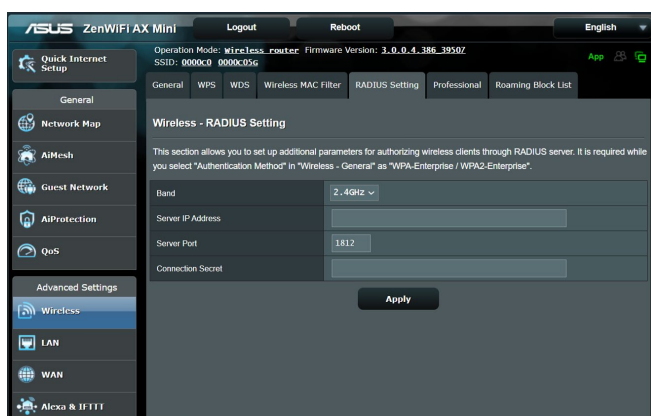 ASUS ZenWiFi AX Mini Logout Reboot English
Operation Mode: Wireless router Firmware Version: 3.0.0.4.386_39507
SSID: 0000c0 0000c05G
App
Quick Internet
Setup
General
Network Map
AiMesh
Guest Network
AiProtection
QoS
Advanced Settings
Wireless
LAN
WAN
Alexa & IFTTT
General WPS WDS Wireless MAC Filter RADIUS Setting Professional Roaming Block List
Wireless - RADIUS Setting
This section allows you to set up additional parameters for authorizing wireless clients through RADIUS server. It is required while
you select "Authentication Method" in "Wireless - General" as "WPA-Enterprise / WPA2-Enterprise".
Band 2.4GHz
Server IP Address
Server Port 1812
Connection Secret
Apply